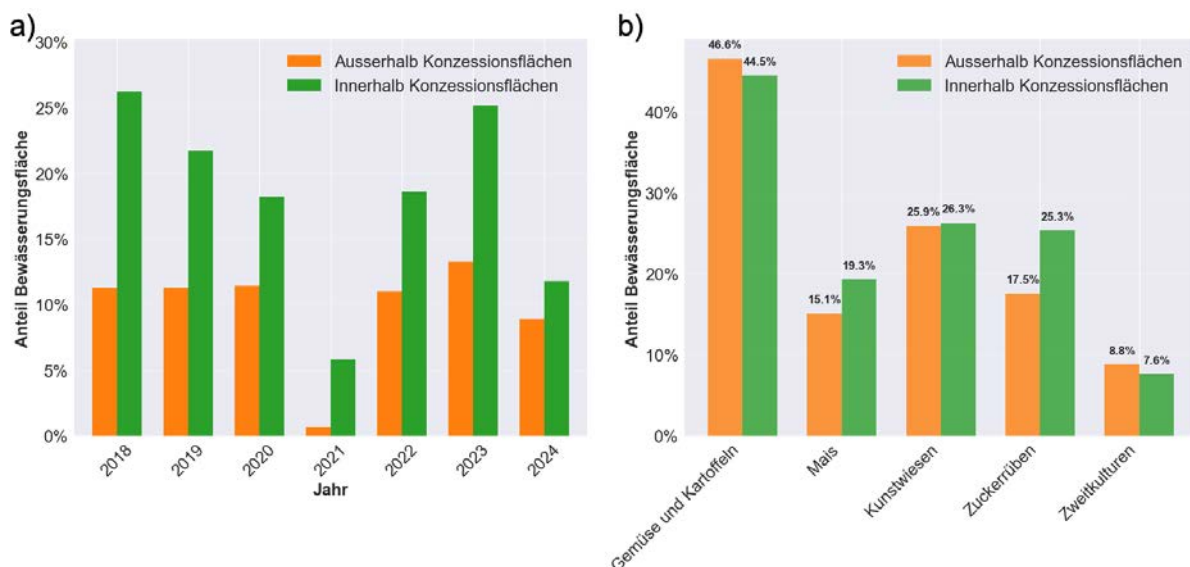 a)
30%
25%
20%
15%
10%
5%
0%
Anteil Bewässerungsfläche
Ausserhalb Konzessionsflächen
Innerhalb Konzessionsflächen
2018
2019
2020
2021
2022
2023
2024
Jahr
b)
40%
30%
20%
10%
0%
Anteil Bewässerungsfläche
Ausserhalb Konzessionsflächen
Innerhalb Konzessionsflächen
46.6%
44.5%
15.1%
19.3%
25.9%
26.3%
17.5%
25.3%
8.8%
7.6%
Gemüse und Kartoffeln
Mais
Kunstwiesen
Zuckerrüben
Zweitkulturen